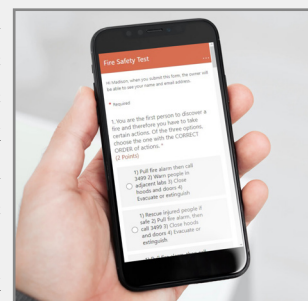 Fire Safety Test
Hi Madison, when you submit this form, the owner will
be able to see your name and email address.
* Required
1. You are the first person to discover a
fire and therefore you have to take
certain actions. Of the three options,
choose the one with the CORRECT
ORDER of actions. *
(2 Points)
1) Pull fire alarm then call
3499 2) Warn people in
adjacent labs 3) Close
hoods and doors 4)
Evacuate or extinguish
1) Rescue injured people if
safe 2) Pull fire alarm, then
call 3499 3) Close hoods
and doors 4) Evacuate or
extinguish